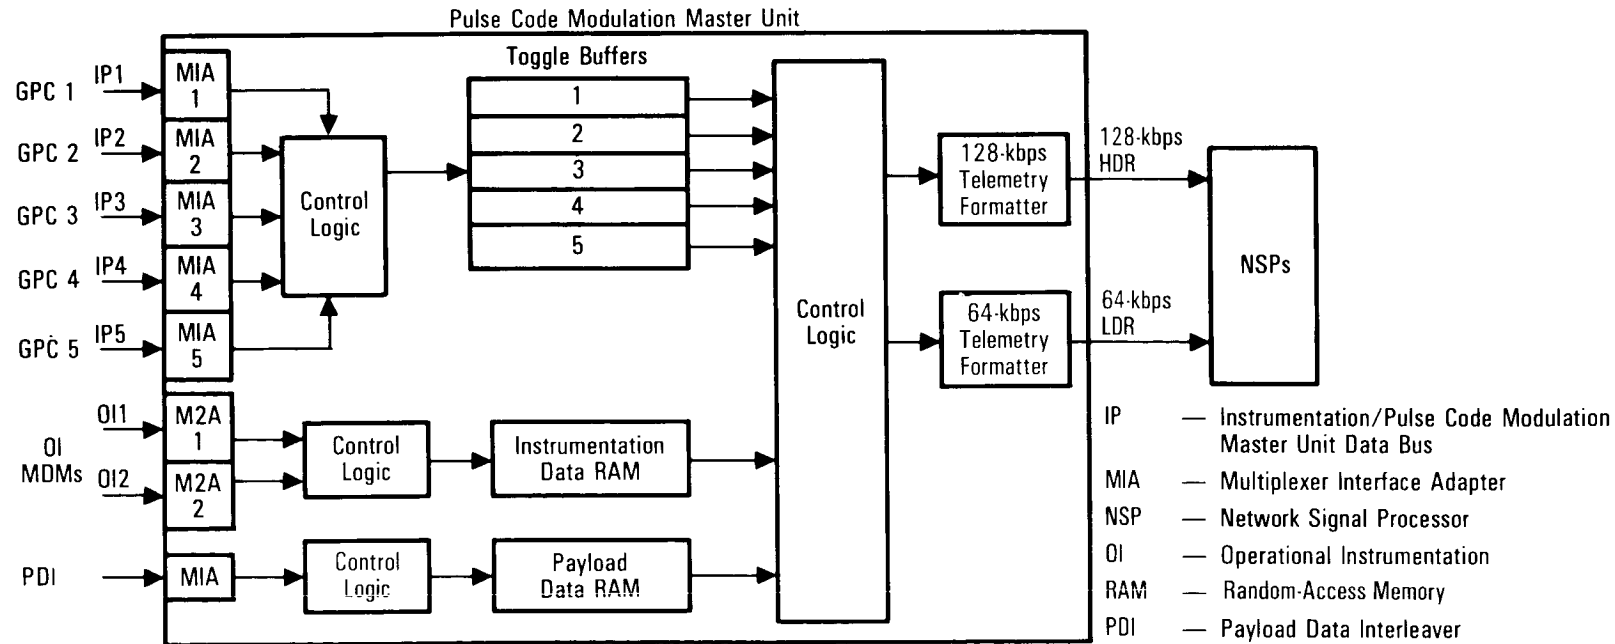 Pulse Code Modulation Master Unit
Toggle Buffers
GPC 1
IP1
MIA
1
GPC 2
IP2
MIA
2
GPC 3
IP3
MIA
3
GPC 4
IP4
MIA
4
GPC 5
IP5
MIA
5
Control
Logic
1
2
3
4
5
Control
Logic
128-kbps
Telemetry
Formatter
128-kbps
HDR
64-kbps
Telemetry
Formatter
64-kbps
LDR
NSPs
OI
MDMs
OI1
M2A
1
OI2
M2A
2
Control
Logic
Instrumentation
Data RAM
PDI
MIA
Control
Logic
Payload
Data RAM
IP — Instrumentation/Pulse Code Modulation
Master Unit Data Bus
MIA — Multiplexer Interface Adapter
NSP — Network Signal Processor
OI — Operational Instrumentation
RAM — Random-Access Memory
PDI — Payload Data Interleaver